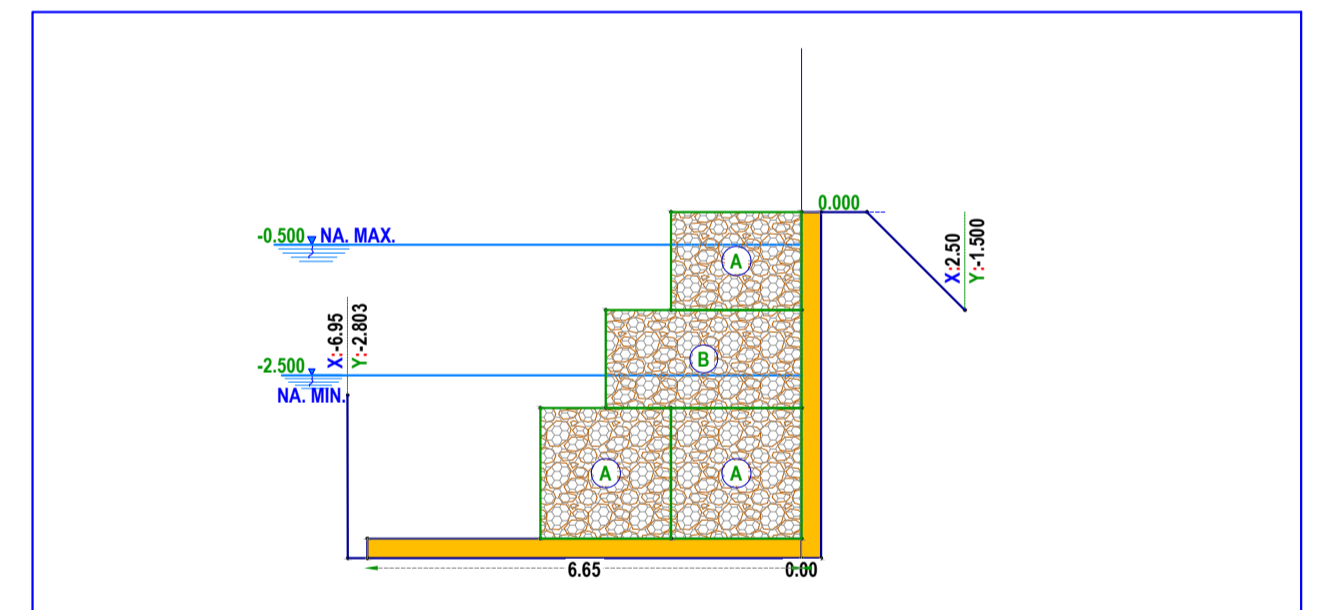 0.000
-0.500 NA. MAX.
X:2.50
Y:-1.500
A
X:-6.95
Y:-2.803
B
-2.500
NA. MIN.
A
A
6.65
0.00